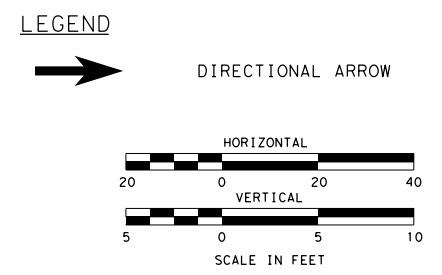 LEGEND
DIRECTIONAL ARROW
HORIZONTAL
20 0 20 40
VERTICAL
5 0 5 10
SCALE IN FEET